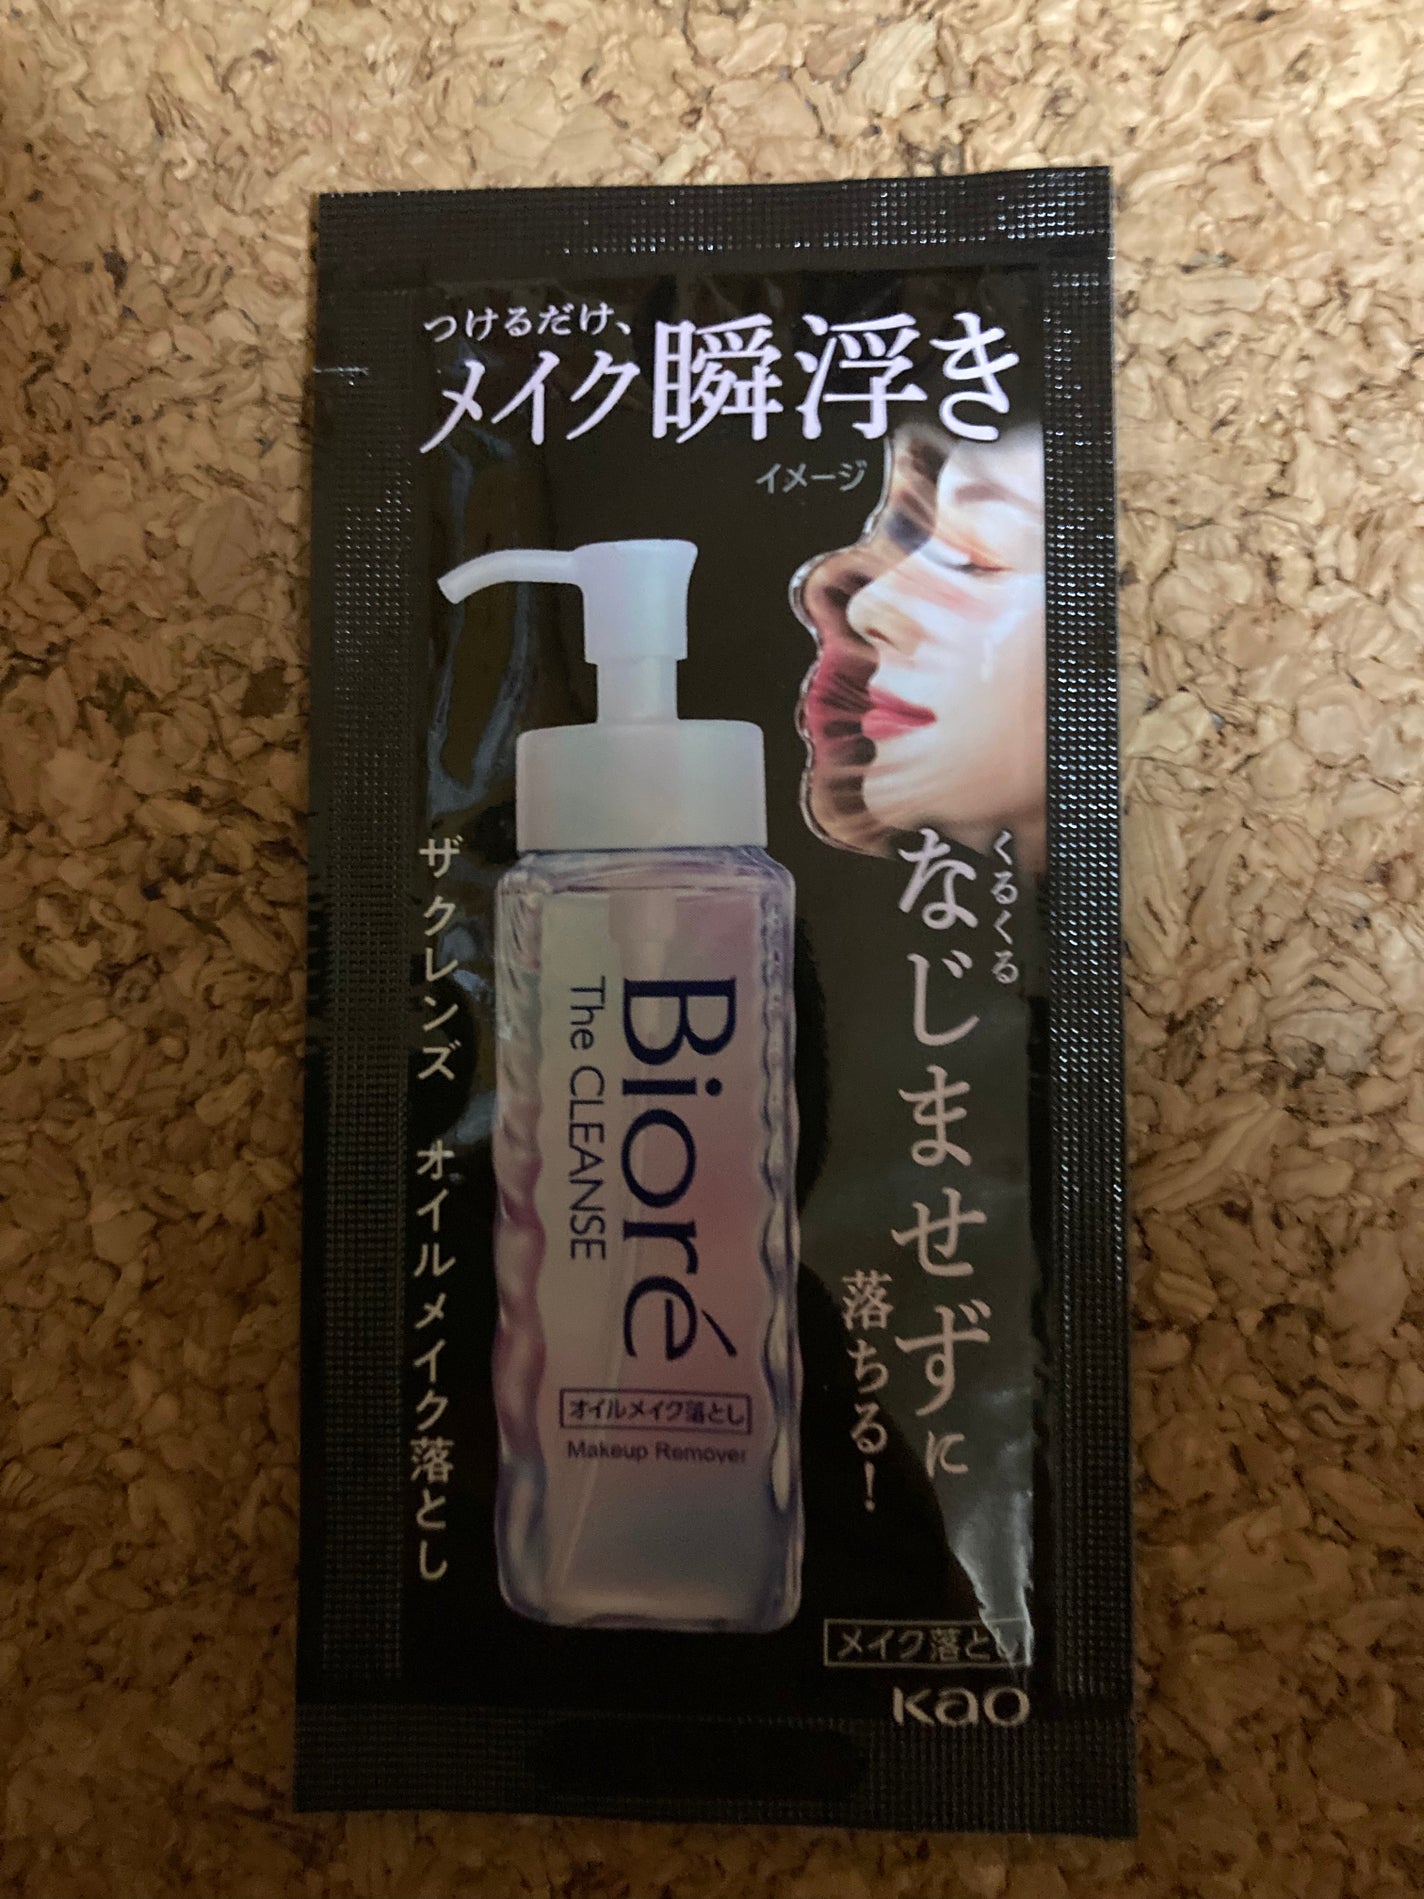 つけるだけ、
メイク瞬浮き
イメージ
くるくる
なじませずに
落ちる！
ザ クレンズ オイルメイク落とし
Bioré
The CLEANSE
オイルメイク落とし
Makeup Remover
メイク落とし
Kao